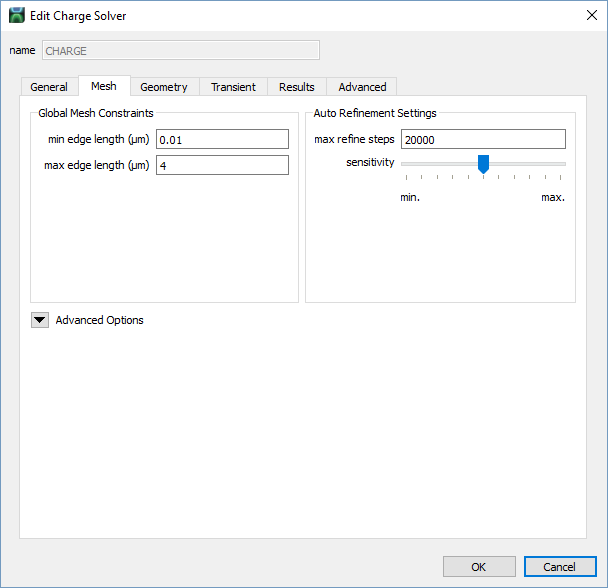 Edit Charge Solver
name CHARGE
General Mesh Geometry Transient Results Advanced
Global Mesh Constraints Auto Refinement Settings
min edge length (µm) 0.01 max refine steps 20000
max edge length (µm) 4 sensitivity
min. max.
Advanced Options
OK Cancel